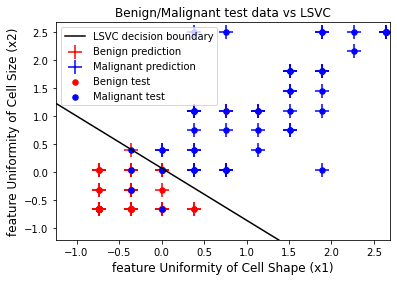 Benign/Malignant test data vs LSVC
LSVC decision boundary
Benign prediction
Malignant prediction
Benign test
Malignant test
feature Uniformity of Cell Size (x2)
2.5
2.0
1.5
1.0
0.5
0.0
−0.5
−1.0
−1.0 −0.5 0.0 0.5 1.0 1.5 2.0 2.5
feature Uniformity of Cell Shape (x1)